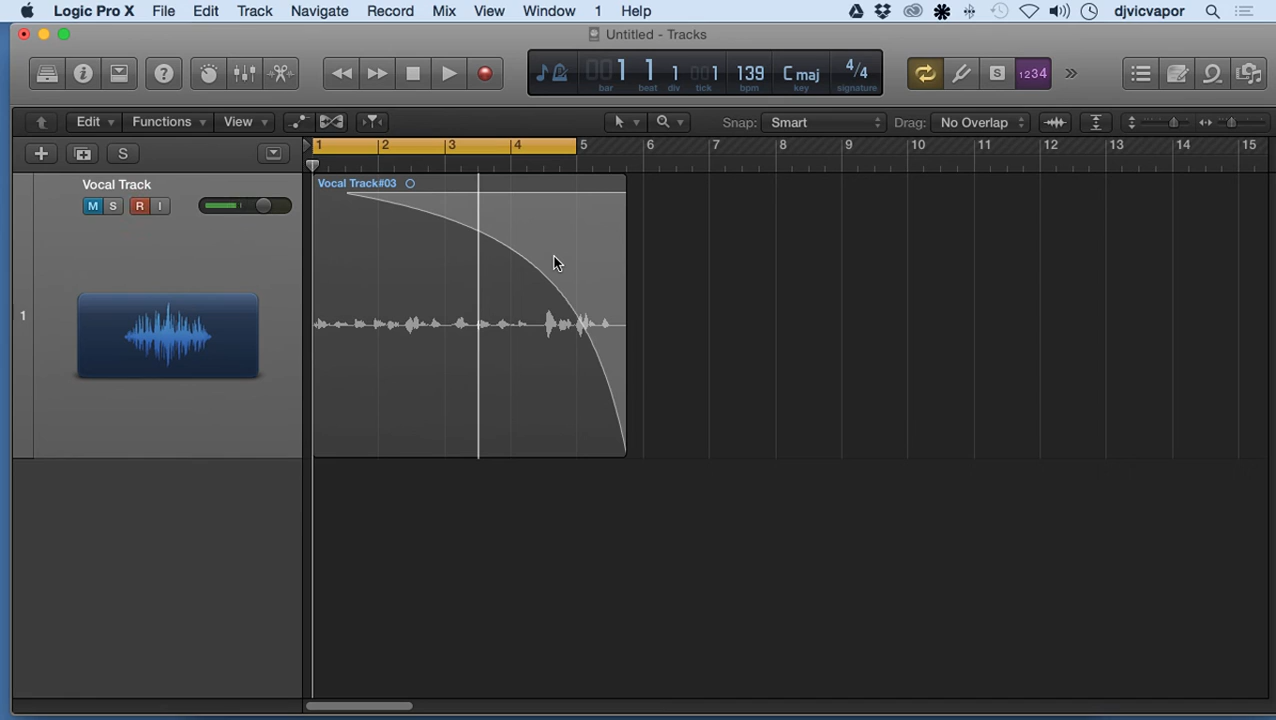 Logic Pro X File Edit Track Navigate Record Mix View Window 1 Help djvicvapor
Untitled - Tracks
001 1 1 001 139 C maj 4/4
bar beat div tick bpm key signature
S 1234
Edit Functions View Snap: Smart Drag: No Overlap
S 1 2 3 4 5 6 7 8 9 10 11 12 13 14 15
Vocal Track Vocal Track#03
M S R I
1